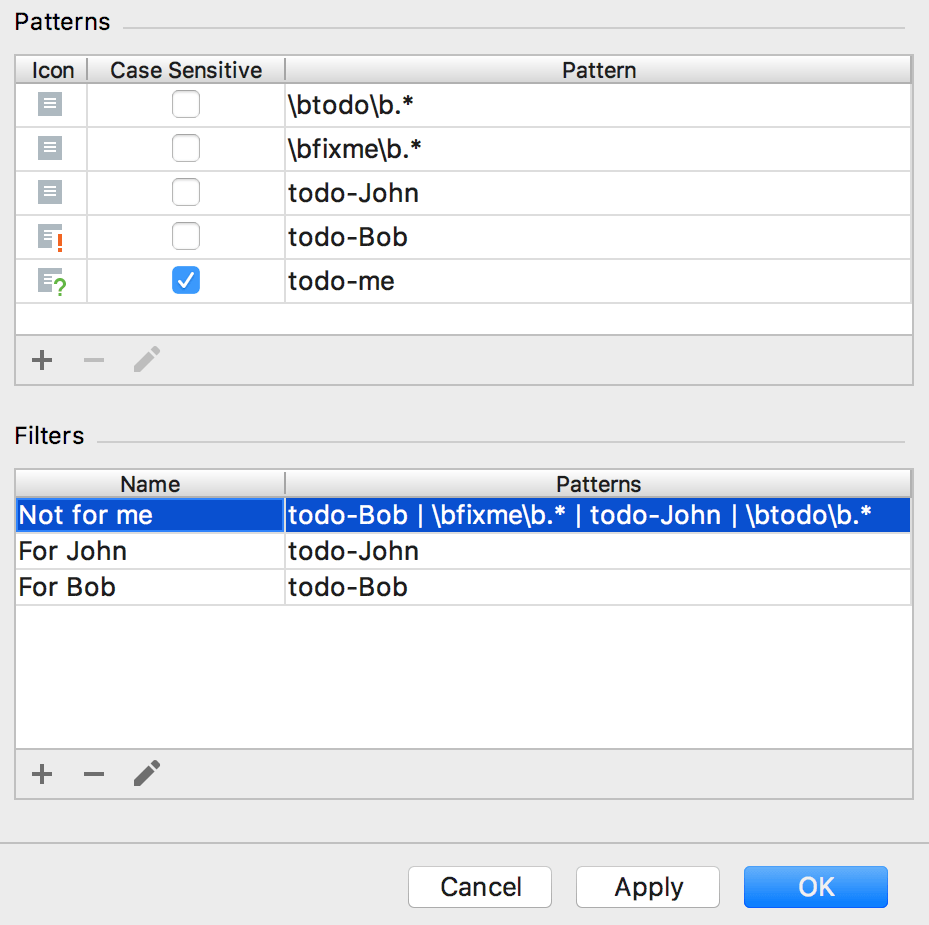 Patterns
Icon Case Sensitive Pattern
\btodo\b.*
\bfixme\b.*
todo-John
todo-Bob
todo-me
Filters
Name Patterns
Not for me todo-Bob | \bfixme\b.* | todo-John | \btodo\b.*
For John todo-John
For Bob todo-Bob
Cancel Apply OK